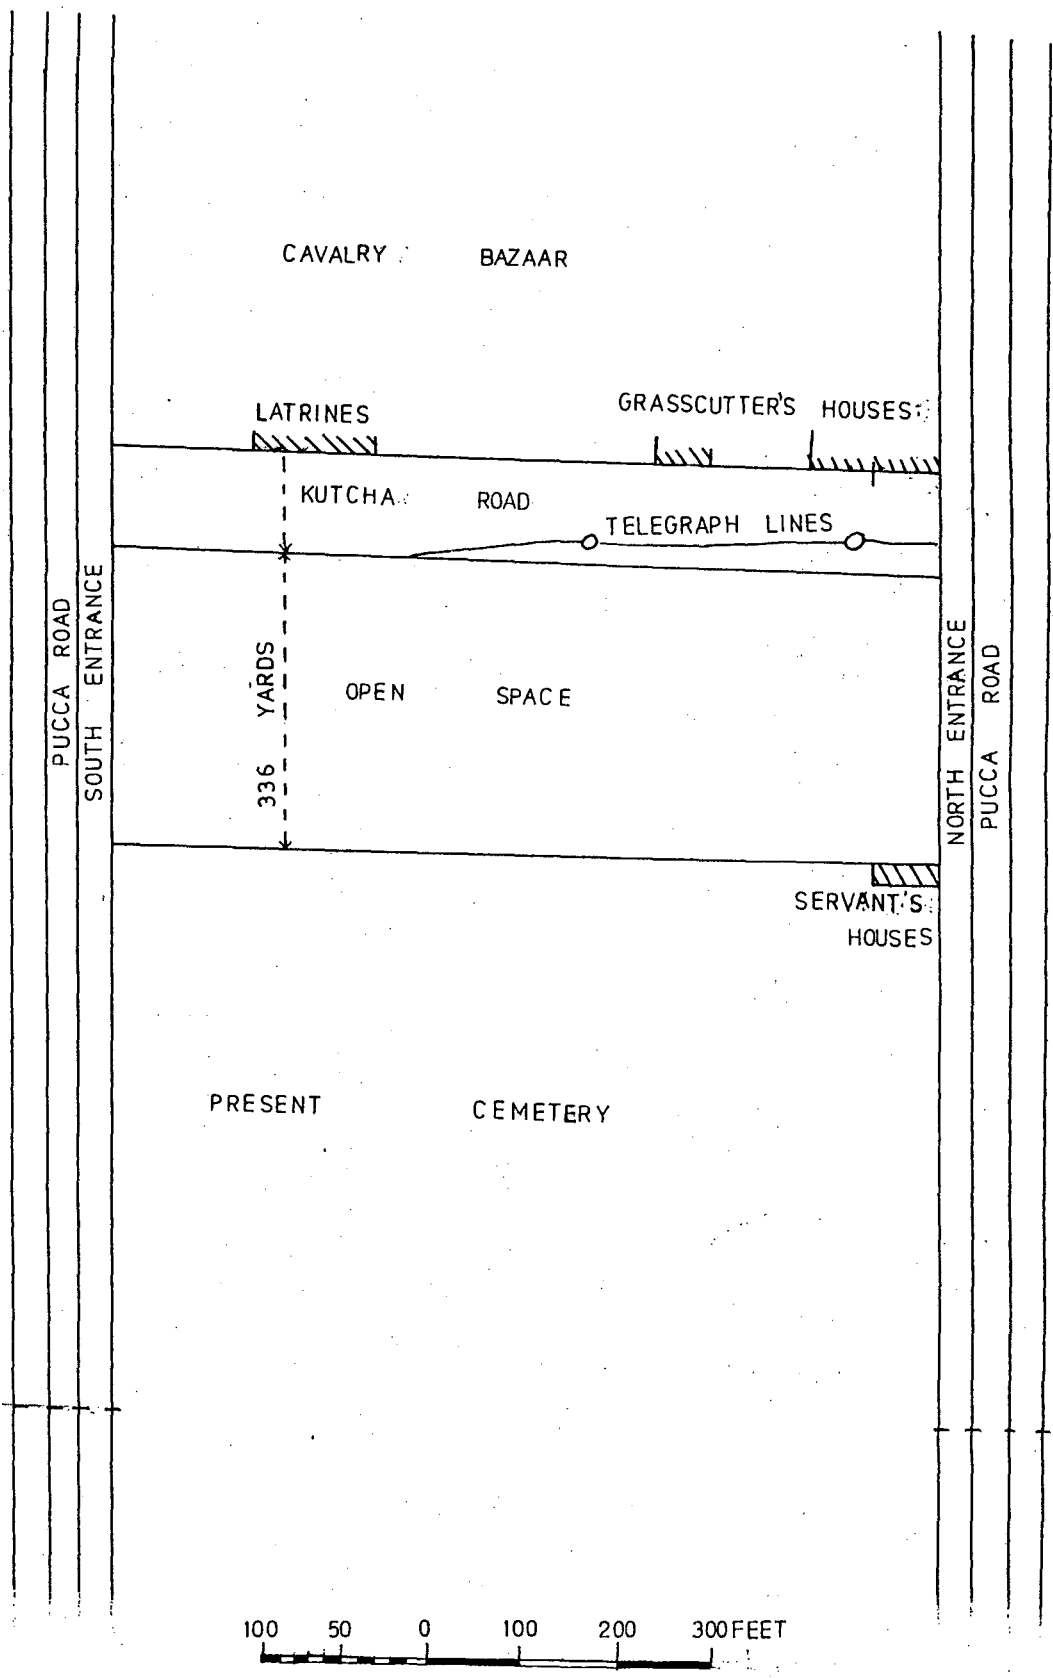 CAVALRY BAZAAR
LATRINES
GRASSCUTTER'S HOUSES
KUTCHA ROAD
TELEGRAPH LINES
PUCCA ROAD
SOUTH ENTRANCE
336 YARDS
OPEN SPACE
NORTH ENTRANCE
PUCCA ROAD
SERVANT'S
HOUSES
PRESENT CEMETERY
100 50 0 100 200 300 FEET